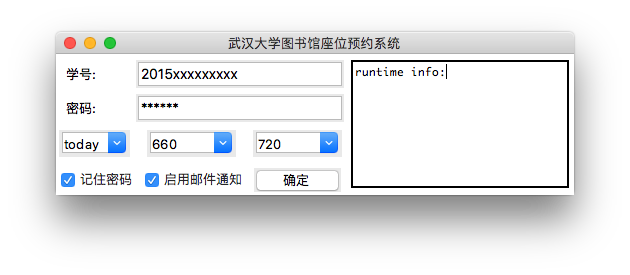 武汉大学图书馆座位预约系统
学号:
2015xxxxxxxxx
密码:
******
today
660
720
记住密码
启用邮件通知
确定
runtime info: